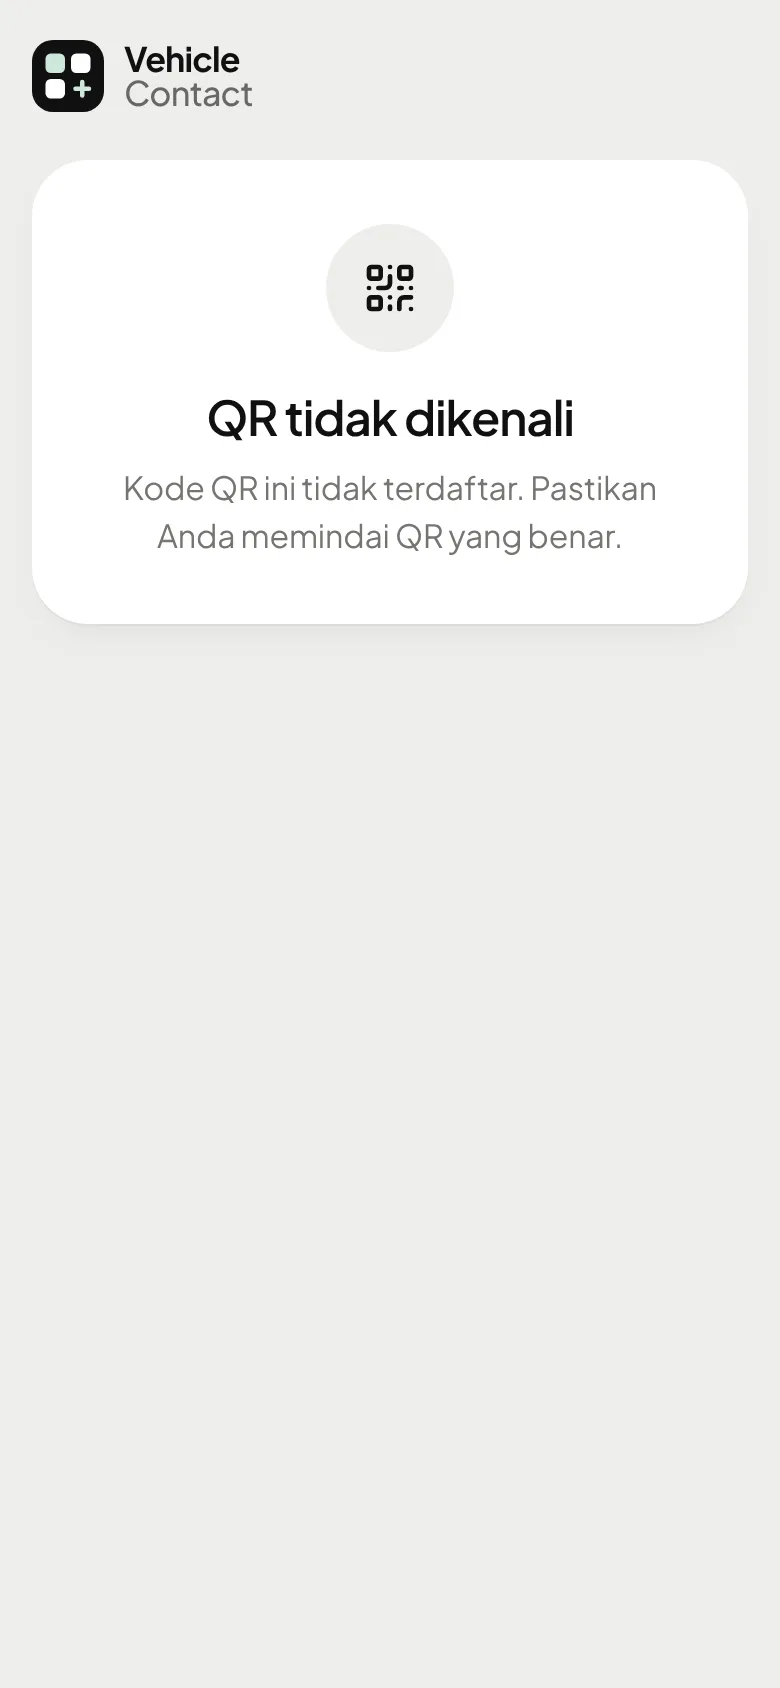 Vehicle
Contact
QR tidak dikenali
Kode QR ini tidak terdaftar. Pastikan
Anda memindai QR yang benar.